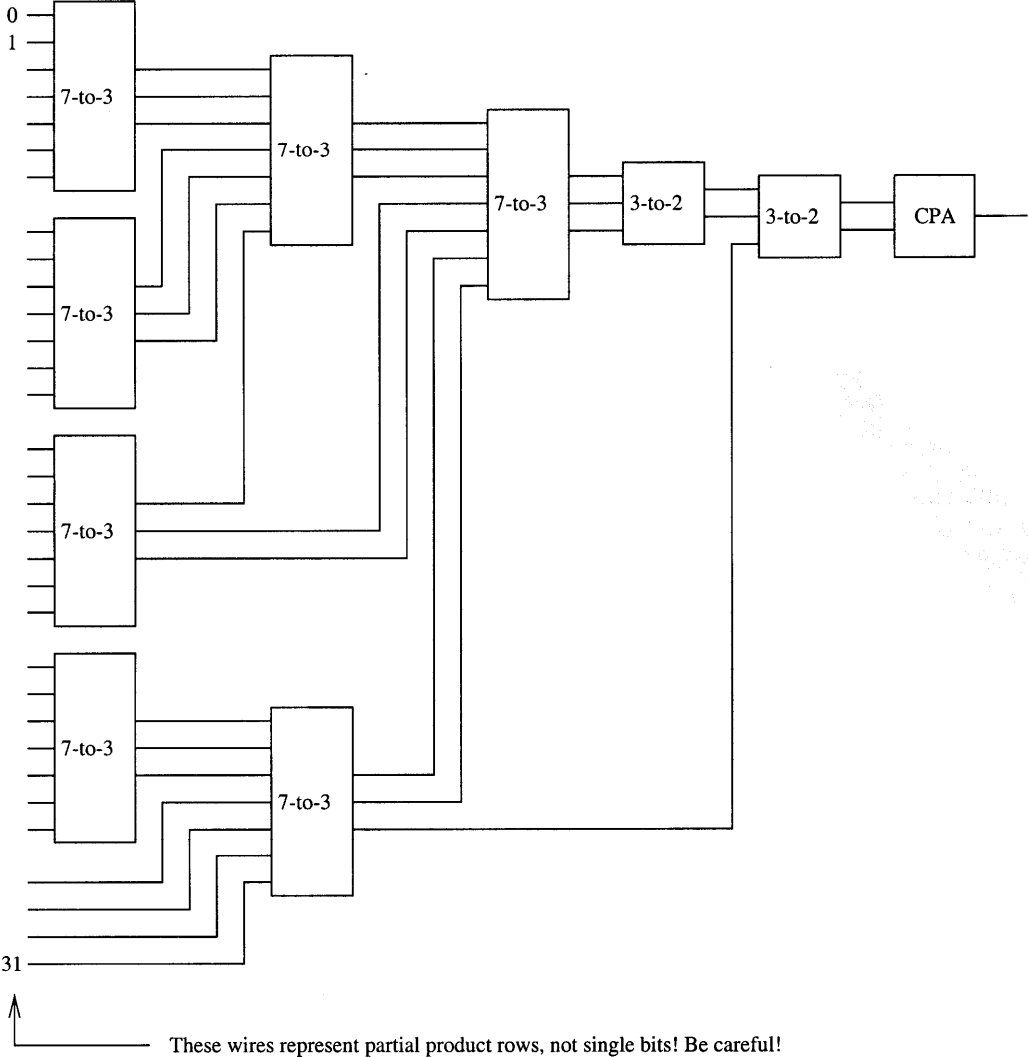 0
1
7-to-3
7-to-3
7-to-3
7-to-3
7-to-3
7-to-3
7-to-3
3-to-2
3-to-2
CPA
31
These wires represent partial product rows, not single bits! Be careful!